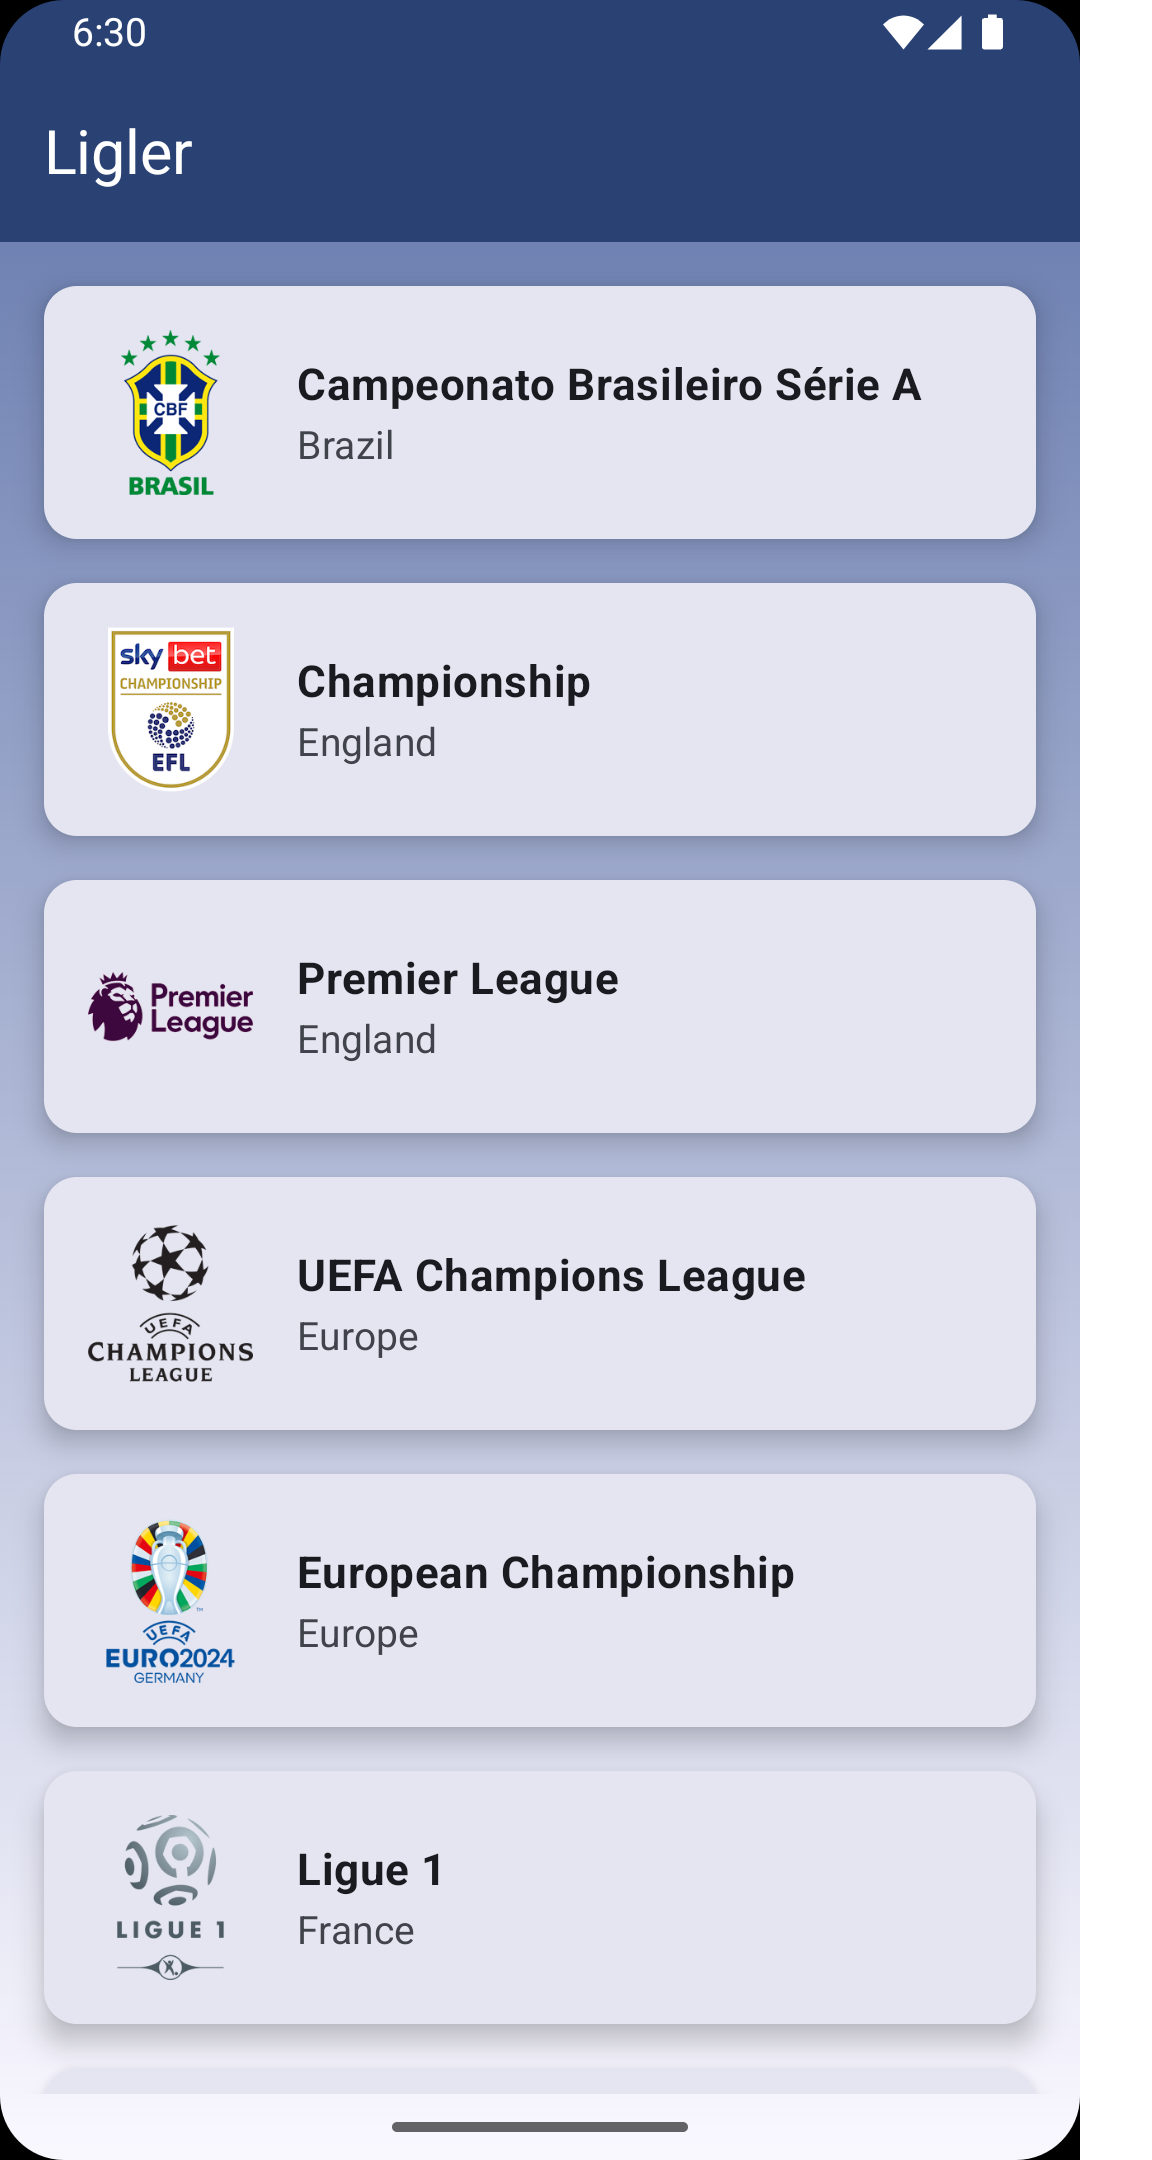 6:30
Ligler
CBF
BRASIL
Campeonato Brasileiro Série A
Brazil
sky bet
CHAMPIONSHIP
EFL
Championship
England
Premier
League
Premier League
England
UEFA
CHAMPIONS
LEAGUE
UEFA Champions League
Europe
UEFA
EURO2024
GERMANY
European Championship
Europe
LIGUE 1
Ligue 1
France